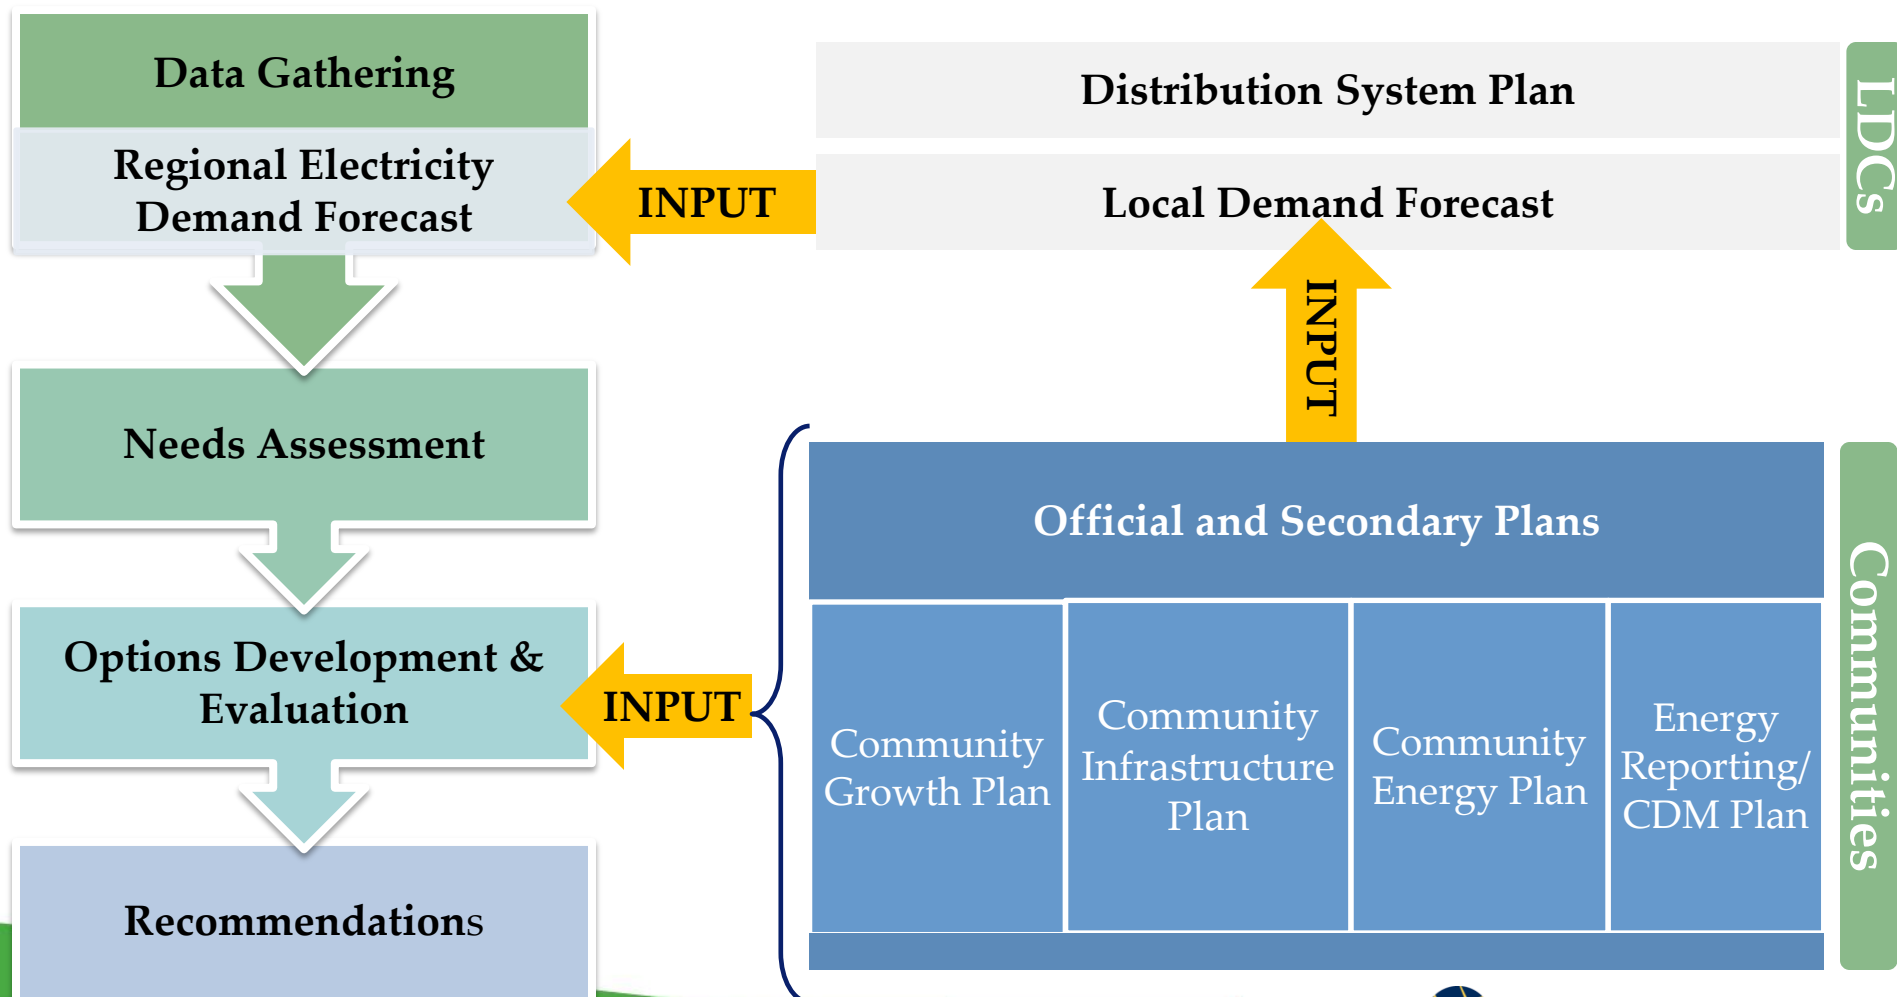 Data Gathering
Regional Electricity
Demand Forecast
INPUT
Distribution System Plan
Local Demand Forecast
LDCs
INPUT
Needs Assessment
Options Development &
Evaluation
INPUT
Official and Secondary Plans
Community
Growth Plan
Community
Infrastructure
Plan
Community
Energy Plan
Energy
Reporting/
CDM Plan
Communities
Recommendations